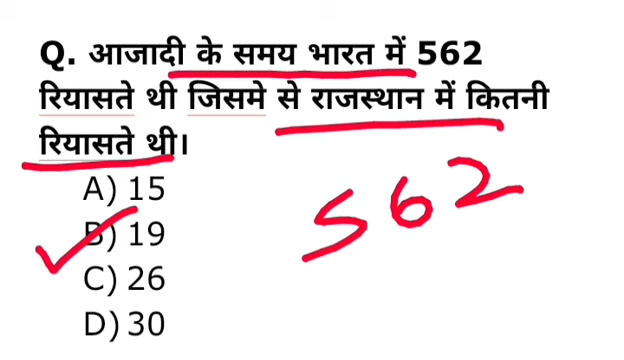 Q. आजादी के समय भारत में 562
रियासते थी जिसमे से राजस्थान में कितनी
रियासते थी।
A) 15
B) 19
C) 26
D) 30
562